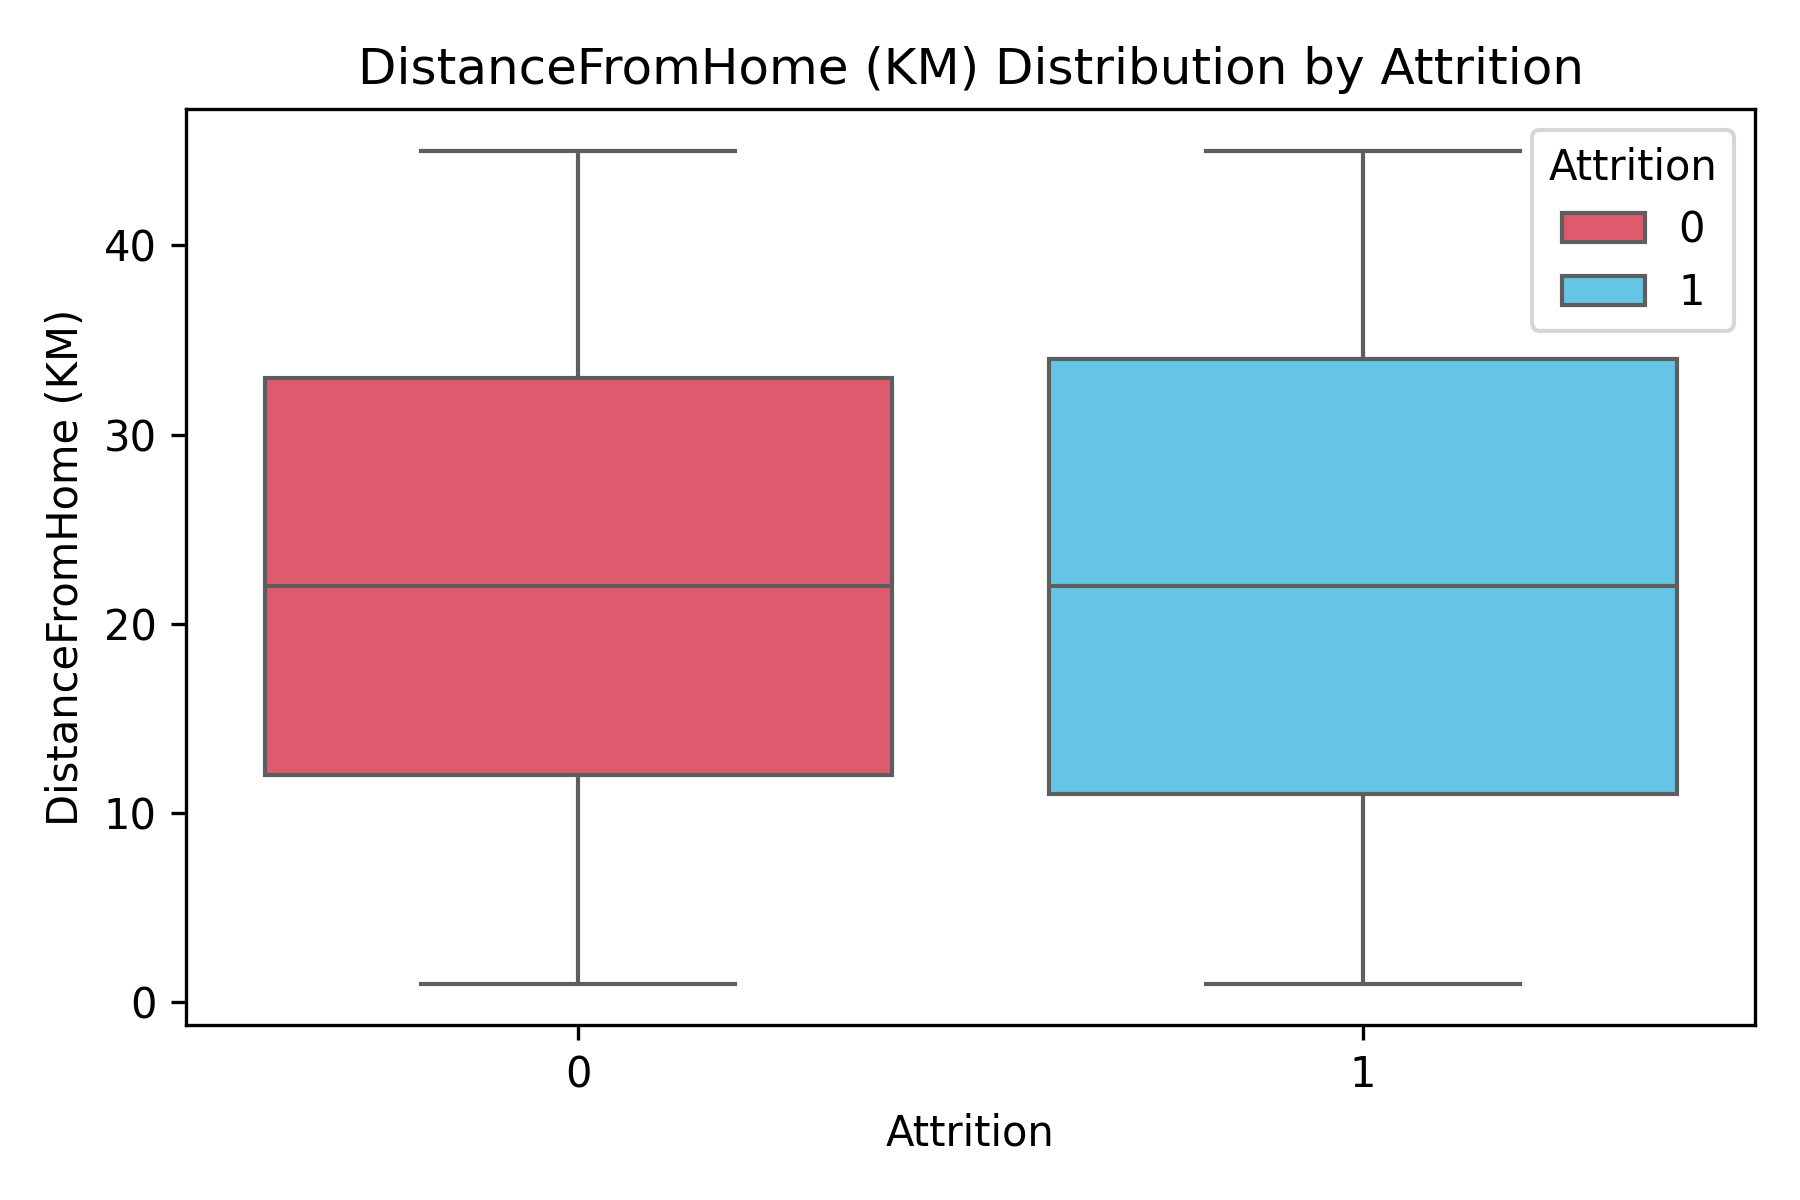 DistanceFromHome (KM) Distribution by Attrition
DistanceFromHome (KM)
40
30
20
10
0
Attrition
0
1
0
1
Attrition